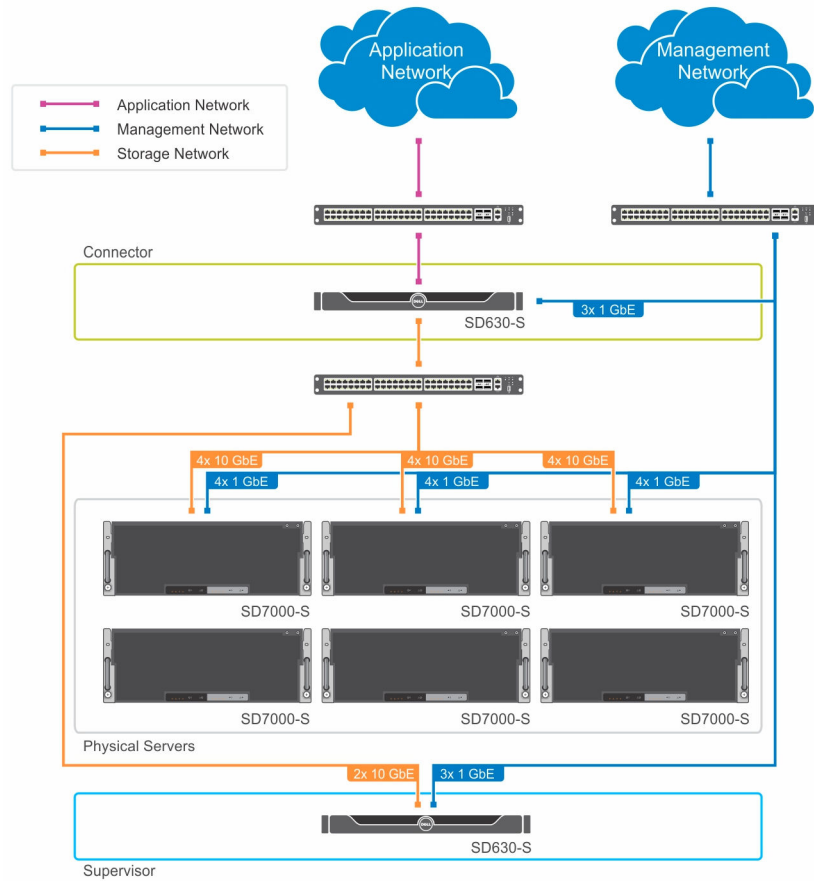 Application
Network
Management
Network
Application Network
Management Network
Storage Network
Connector
DELL
SD630-S
3x 1 GbE
4x 10 GbE
4x 10 GbE
4x 10 GbE
4x 1 GbE
4x 1 GbE
4x 1 GbE
SD7000-S
SD7000-S
SD7000-S
SD7000-S
SD7000-S
SD7000-S
Physical Servers
2x 10 GbE
3x 1 GbE
DELL
SD630-S
Supervisor